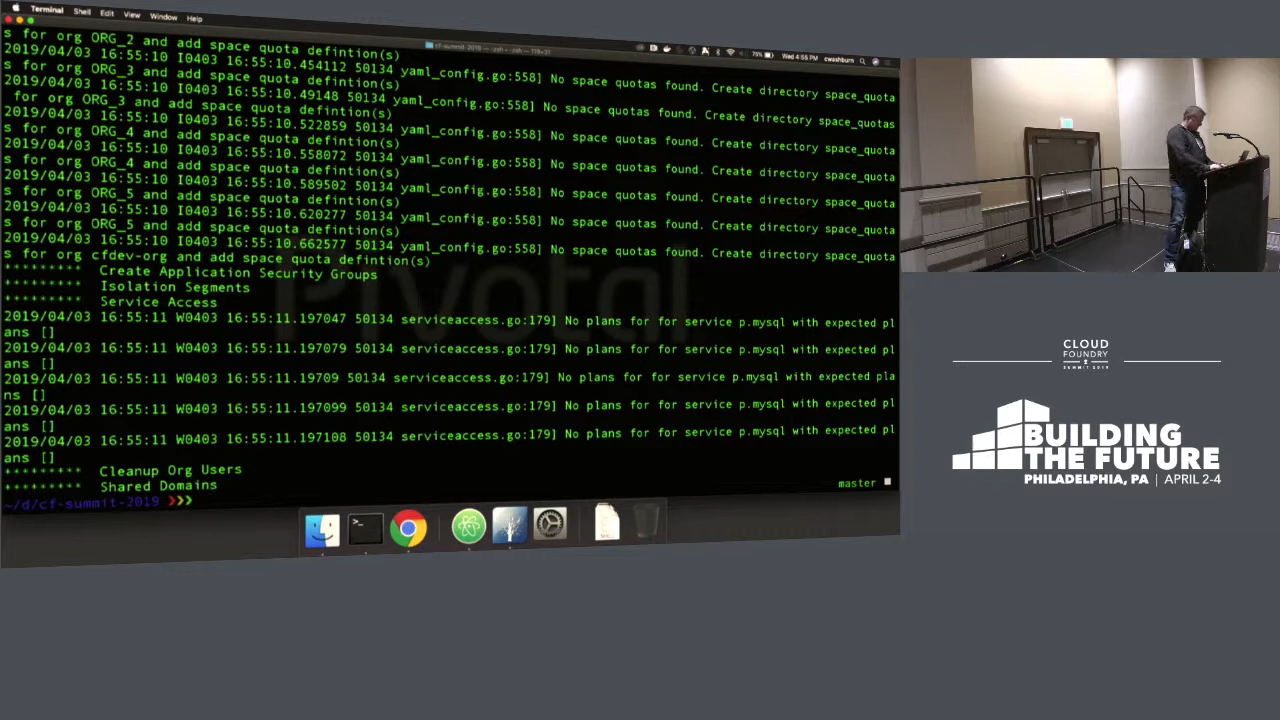 Terminal Shell Edit View Window Help
cf-summit-2019 — -zsh — -zsh — 118×31
75% Wed 4:55 PM cwashburn
s for org ORG_2 and add space quota defintion(s)
2019/04/03 16:55:10 I0403 16:55:10.454112 50134 yaml_config.go:558] No space quotas found. Create directory space_quota
s for org ORG_3 and add space quota defintion(s)
2019/04/03 16:55:10 I0403 16:55:10.49148 50134 yaml_config.go:558] No space quotas found. Create directory space_quotas
for org ORG_3 and add space quota defintion(s)
2019/04/03 16:55:10 I0403 16:55:10.522859 50134 yaml_config.go:558] No space quotas found. Create directory space_quota
s for org ORG_4 and add space quota defintion(s)
2019/04/03 16:55:10 I0403 16:55:10.558072 50134 yaml_config.go:558] No space quotas found. Create directory space_quota
s for org ORG_4 and add space quota defintion(s)
2019/04/03 16:55:10 I0403 16:55:10.589502 50134 yaml_config.go:558] No space quotas found. Create directory space_quota
s for org ORG_5 and add space quota defintion(s)
2019/04/03 16:55:10 I0403 16:55:10.620277 50134 yaml_config.go:558] No space quotas found. Create directory space_quota
s for org ORG_5 and add space quota defintion(s)
2019/04/03 16:55:10 I0403 16:55:10.662577 50134 yaml_config.go:558] No space quotas found. Create directory space_quota
s for org cfdev-org and add space quota defintion(s)
********* Create Application Security Groups
********* Isolation Segments
********* Service Access
2019/04/03 16:55:11 W0403 16:55:11.197047 50134 serviceaccess.go:179] No plans for for service p.mysql with expected pl
ans []
2019/04/03 16:55:11 W0403 16:55:11.197079 50134 serviceaccess.go:179] No plans for for service p.mysql with expected pl
ans []
2019/04/03 16:55:11 W0403 16:55:11.19709 50134 serviceaccess.go:179] No plans for for service p.mysql with expected pla
ns []
2019/04/03 16:55:11 W0403 16:55:11.197099 50134 serviceaccess.go:179] No plans for for service p.mysql with expected pl
ans []
2019/04/03 16:55:11 W0403 16:55:11.197108 50134 serviceaccess.go:179] No plans for for service p.mysql with expected pl
ans []
********* Cleanup Org Users
********* Shared Domains
~/d/cf-summit-2019 ❯❯❯ master
Pivotal
CLOUD
FOUNDRY
SUMMIT 2019
BUILDING
THE FUTURE
PHILADELPHIA, PA | APRIL 2-4